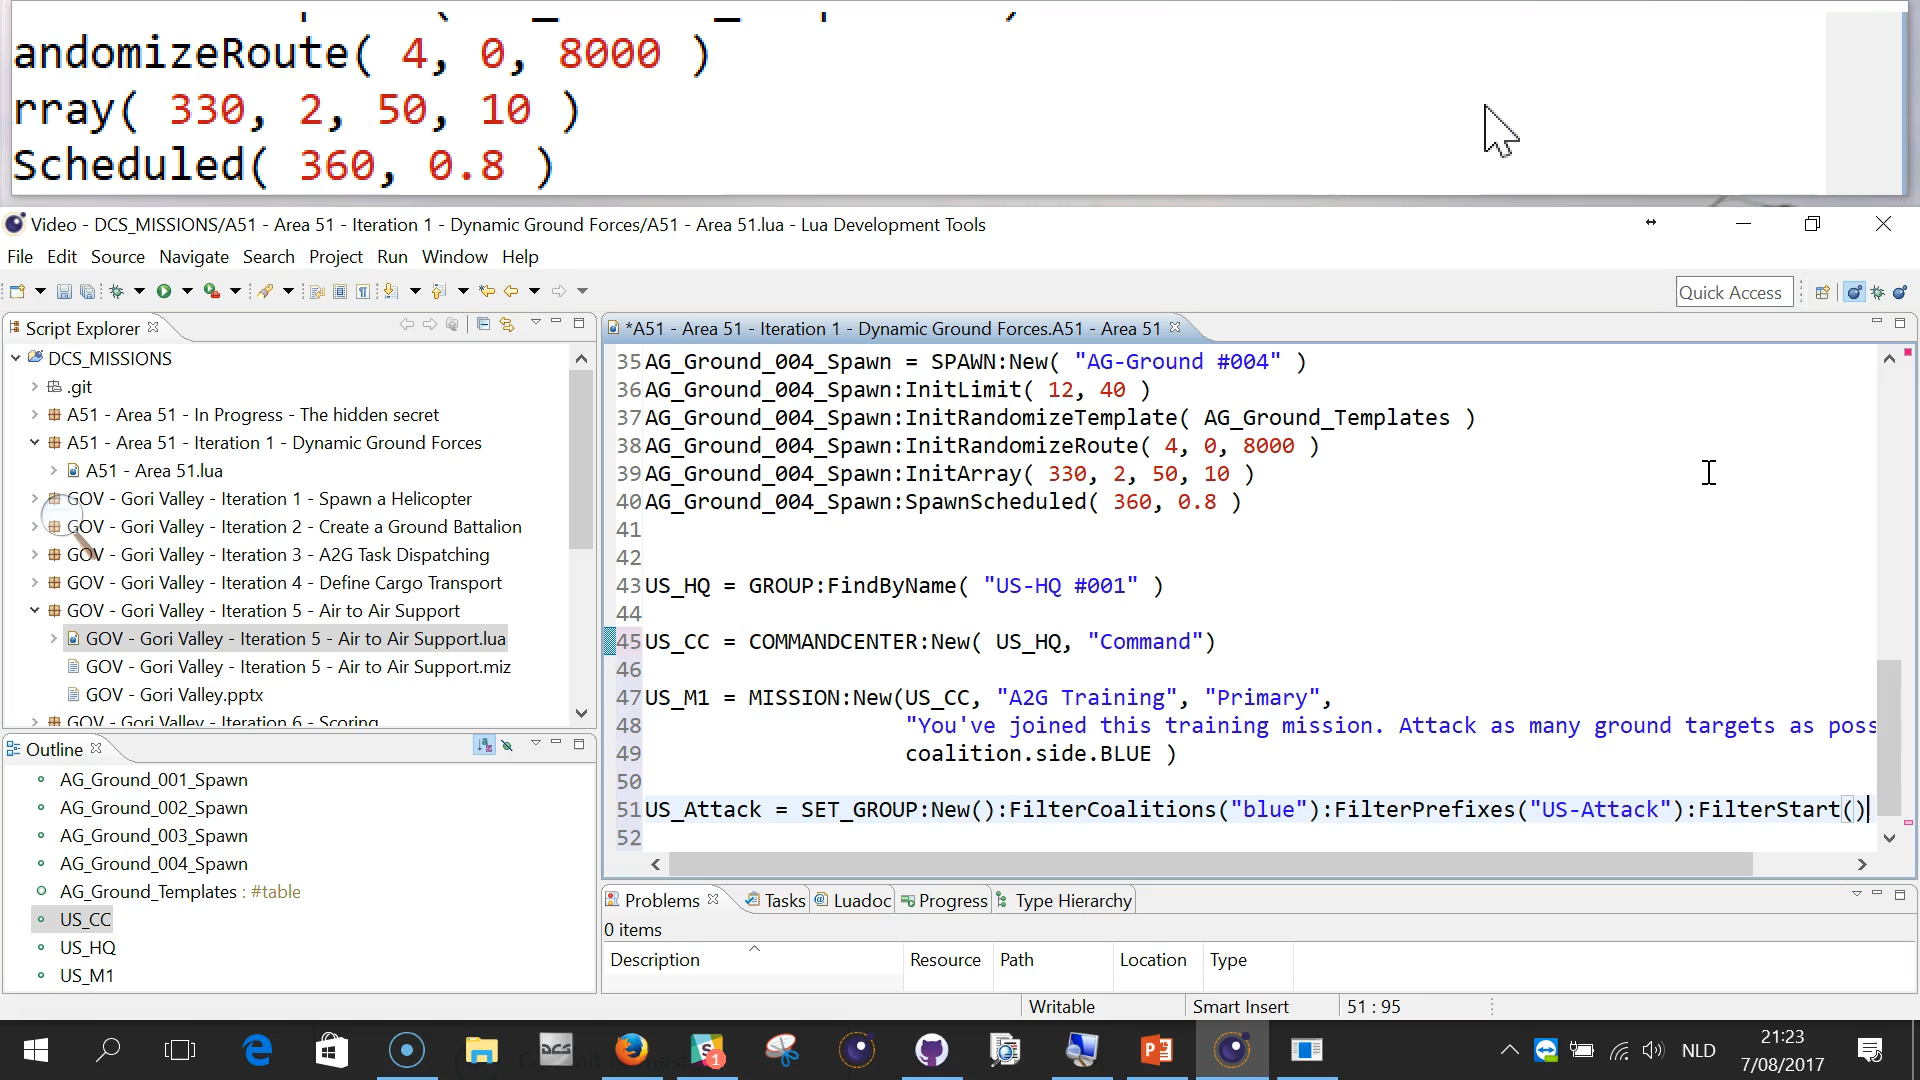 andomizeRoute( 4, 0, 8000 )
rray( 330, 2, 50, 10 )
Scheduled( 360, 0.8 )
Video - DCS_MISSIONS/A51 - Area 51 - Iteration 1 - Dynamic Ground Forces/A51 - Area 51.lua - Lua Development Tools
File Edit Source Navigate Search Project Run Window Help
Quick Access
Script Explorer
DCS_MISSIONS
.git
A51 - Area 51 - In Progress - The hidden secret
A51 - Area 51 - Iteration 1 - Dynamic Ground Forces
A51 - Area 51.lua
GOV - Gori Valley - Iteration 1 - Spawn a Helicopter
GOV - Gori Valley - Iteration 2 - Create a Ground Battalion
GOV - Gori Valley - Iteration 3 - A2G Task Dispatching
GOV - Gori Valley - Iteration 4 - Define Cargo Transport
GOV - Gori Valley - Iteration 5 - Air to Air Support
GOV - Gori Valley - Iteration 5 - Air to Air Support.lua
GOV - Gori Valley - Iteration 5 - Air to Air Support.miz
GOV - Gori Valley.pptx
GOV - Gori Valley - Iteration 6 - Scoring
Outline
AG_Ground_001_Spawn
AG_Ground_002_Spawn
AG_Ground_003_Spawn
AG_Ground_004_Spawn
AG_Ground_Templates : #table
US_CC
US_HQ
US_M1
*A51 - Area 51 - Iteration 1 - Dynamic Ground Forces.A51 - Area 51
35 AG_Ground_004_Spawn = SPAWN:New( "AG-Ground #004" )
36 AG_Ground_004_Spawn:InitLimit( 12, 40 )
37 AG_Ground_004_Spawn:InitRandomizeTemplate( AG_Ground_Templates )
38 AG_Ground_004_Spawn:InitRandomizeRoute( 4, 0, 8000 )
39 AG_Ground_004_Spawn:InitArray( 330, 2, 50, 10 )
40 AG_Ground_004_Spawn:SpawnScheduled( 360, 0.8 )
41
42
43 US_HQ = GROUP:FindByName( "US-HQ #001" )
44
45 US_CC = COMMANDCENTER:New( US_HQ, "Command")
46
47 US_M1 = MISSION:New(US_CC, "A2G Training", "Primary",
48 "You've joined this training mission. Attack as many ground targets as poss
49 coalition.side.BLUE )
50
51 US_Attack = SET_GROUP:New():FilterCoalitions("blue"):FilterPrefixes("US-Attack"):FilterStart()
52
Problems Tasks Luadoc Progress Type Hierarchy
0 items
Description Resource Path Location Type
Writable Smart Insert 51 : 95
DCS
1
NLD
21:23
7/08/2017